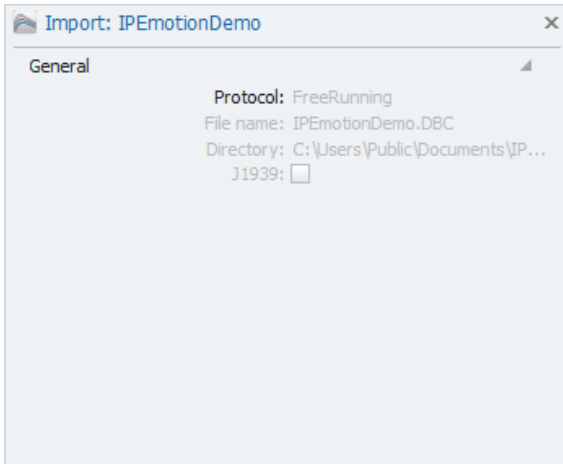 Import: IPEmotionDemo
General
Protocol: FreeRunning
File name: IPEmotionDemo.DBC
Directory: C:\Users\Public\Documents\IP...
J1939: